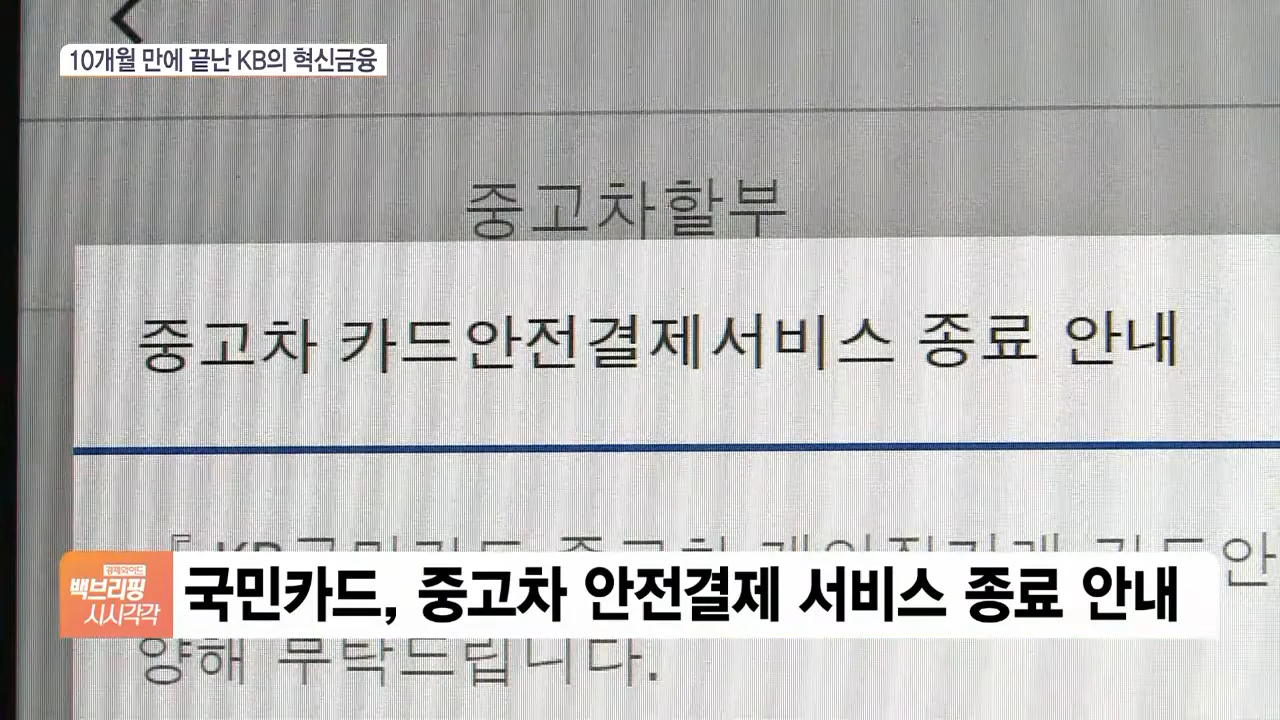 10개월 만에 끝난 KB의 혁신금융
중고차할부
중고차 카드안전결제서비스 종료 안내
경제와이드
백브리핑
시시각각
국민카드, 중고차 안전결제 서비스 종료 안내
양해 부탁드립니다.